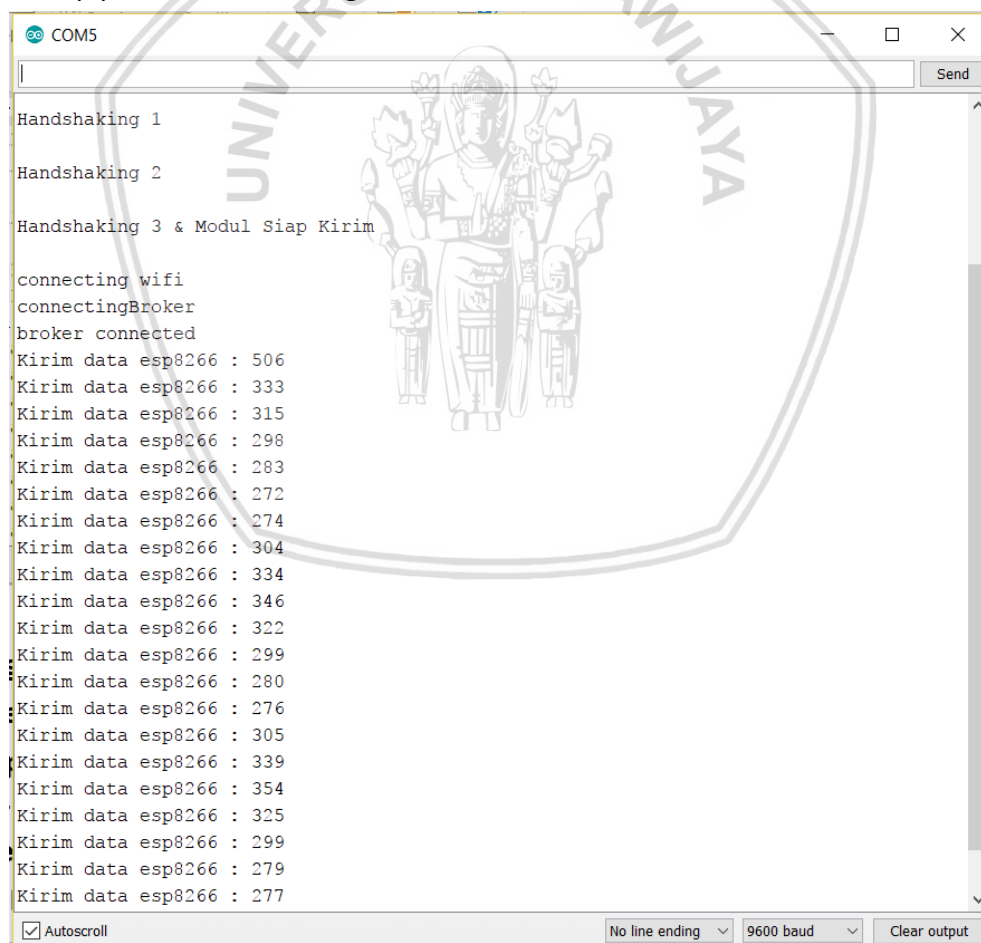 COM5
Send
Handshaking 1
Handshaking 2
Handshaking 3 & Modul Siap Kirim
connecting wifi
connectingBroker
broker connected
Kirim data esp8266 : 506
Kirim data esp8266 : 333
Kirim data esp8266 : 315
Kirim data esp8266 : 298
Kirim data esp8266 : 283
Kirim data esp8266 : 272
Kirim data esp8266 : 274
Kirim data esp8266 : 304
Kirim data esp8266 : 334
Kirim data esp8266 : 346
Kirim data esp8266 : 322
Kirim data esp8266 : 299
Kirim data esp8266 : 280
Kirim data esp8266 : 276
Kirim data esp8266 : 305
Kirim data esp8266 : 339
Kirim data esp8266 : 354
Kirim data esp8266 : 325
Kirim data esp8266 : 299
Kirim data esp8266 : 279
Kirim data esp8266 : 277
Autoscroll
No line ending
9600 baud
Clear output